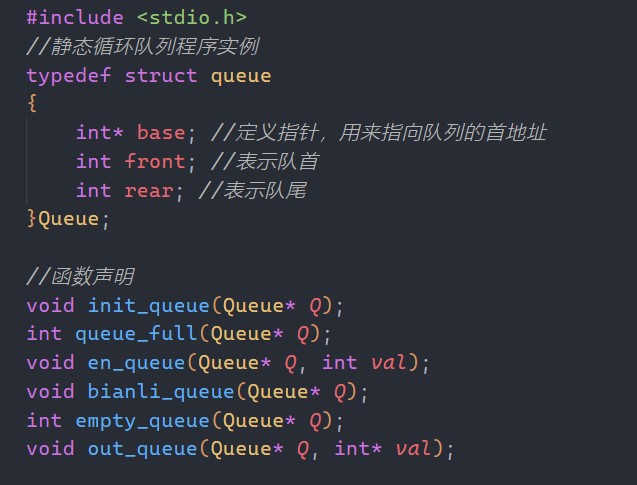 #include <stdio.h>
//静态循环队列程序实例
typedef struct queue
{
    int* base; //定义指针，用来指向队列的首地址
    int front; //表示队首
    int rear; //表示队尾
}Queue;

//函数声明
void init_queue(Queue* Q);
int queue_full(Queue* Q);
void en_queue(Queue* Q, int val);
void bianli_queue(Queue* Q);
int empty_queue(Queue* Q);
void out_queue(Queue* Q, int* val);